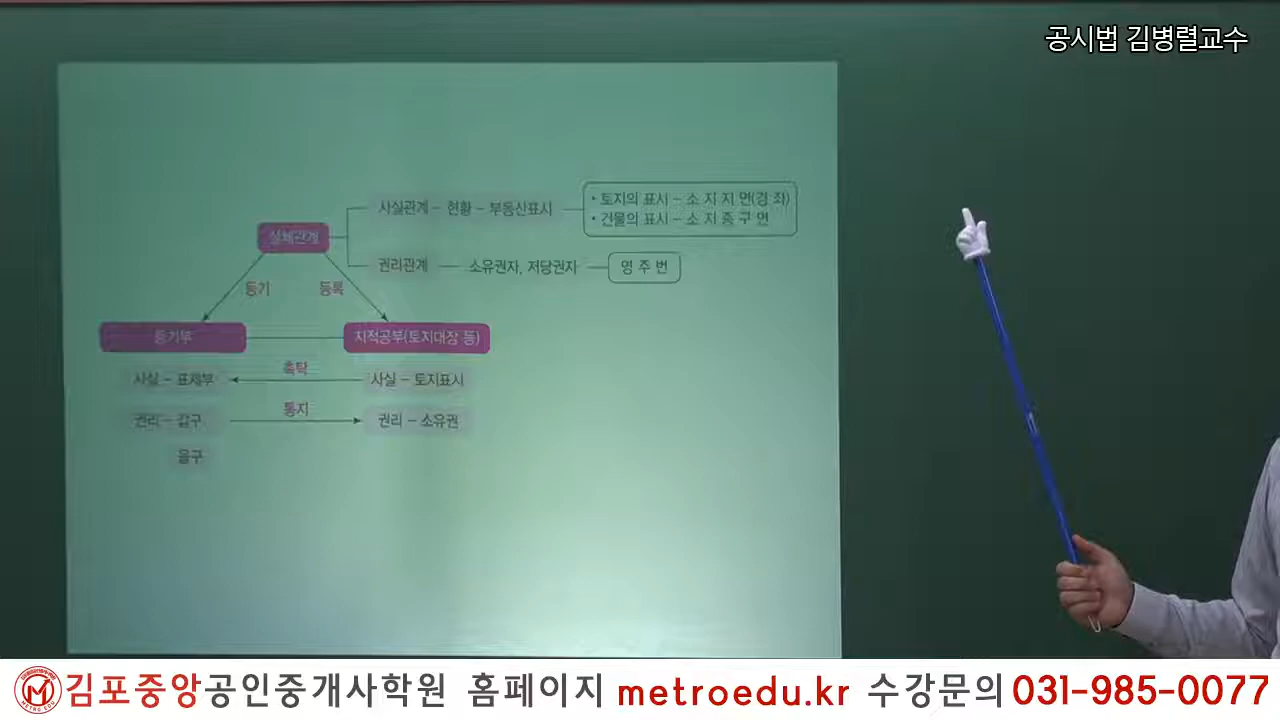 공시법 김병렬교수
사실관계 - 현황 - 부동산표시
• 토지의 표시 - 소 지 지 면(경 좌)
• 건물의 표시 - 소 지 종 구 면
실체관계
권리관계 - 소유권자, 저당권자 - 명 주 번
등기 등록
등기부 지적공부(토지대장 등)
촉탁
사실 - 표제부 사실 - 토지표시
통지
권리 - 갑구 권리 - 소유권
을구
METRO EDU
김포중앙공인중개사학원 홈페이지 metroedu.kr 수강문의 031-985-0077